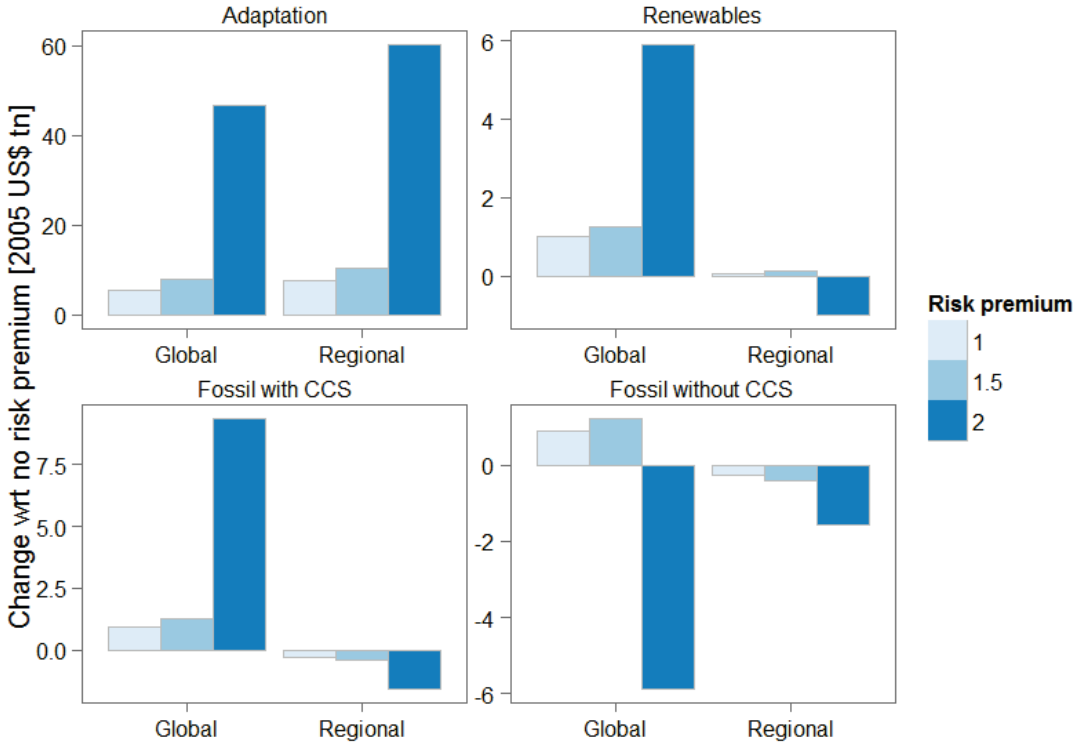 Change wrt no risk premium [2005 US$ tn]
Adaptation
60
40
20
0
Global Regional
Renewables
6
4
2
0
Global Regional
Fossil with CCS
7.5
5.0
2.5
0.0
Global Regional
Fossil without CCS
0
-2
-4
-6
Global Regional
Risk premium
1
1.5
2